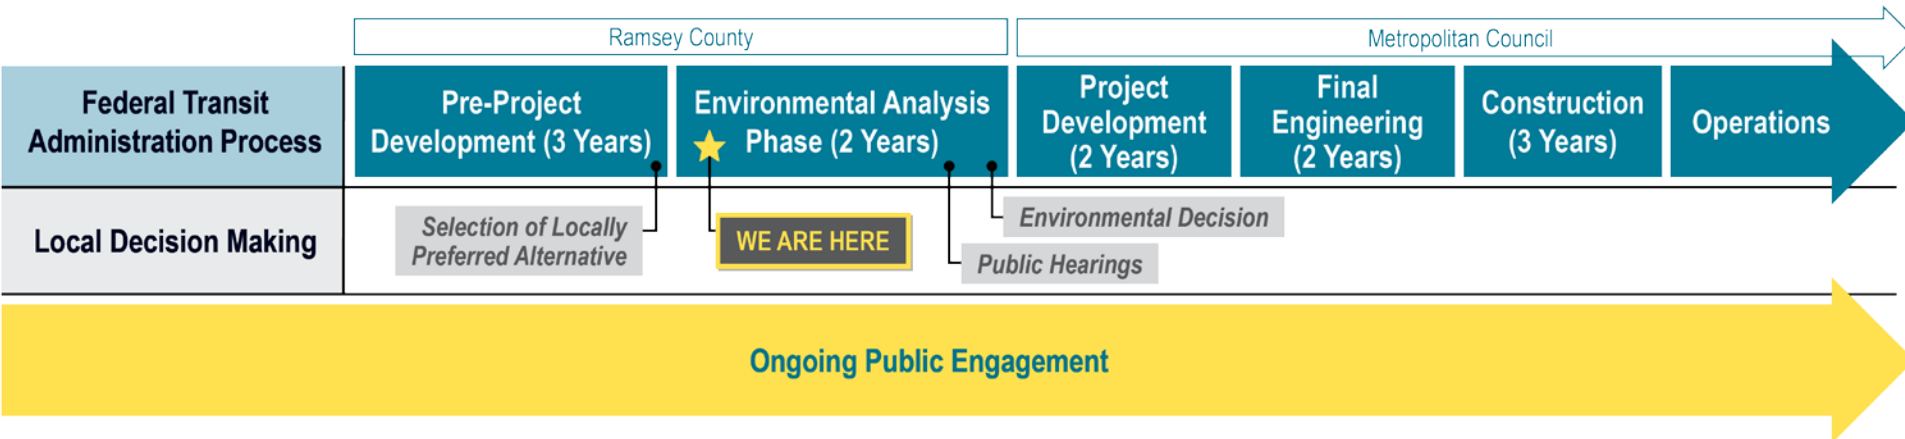 Ramsey County
Metropolitan Council
Federal Transit
Administration Process
Pre-Project
Development (3 Years)
Environmental Analysis
Phase (2 Years)
Project
Development
(2 Years)
Final
Engineering
(2 Years)
Construction
(3 Years)
Operations
Local Decision Making
Selection of Locally
Preferred Alternative
WE ARE HERE
Environmental Decision
Public Hearings
Ongoing Public Engagement